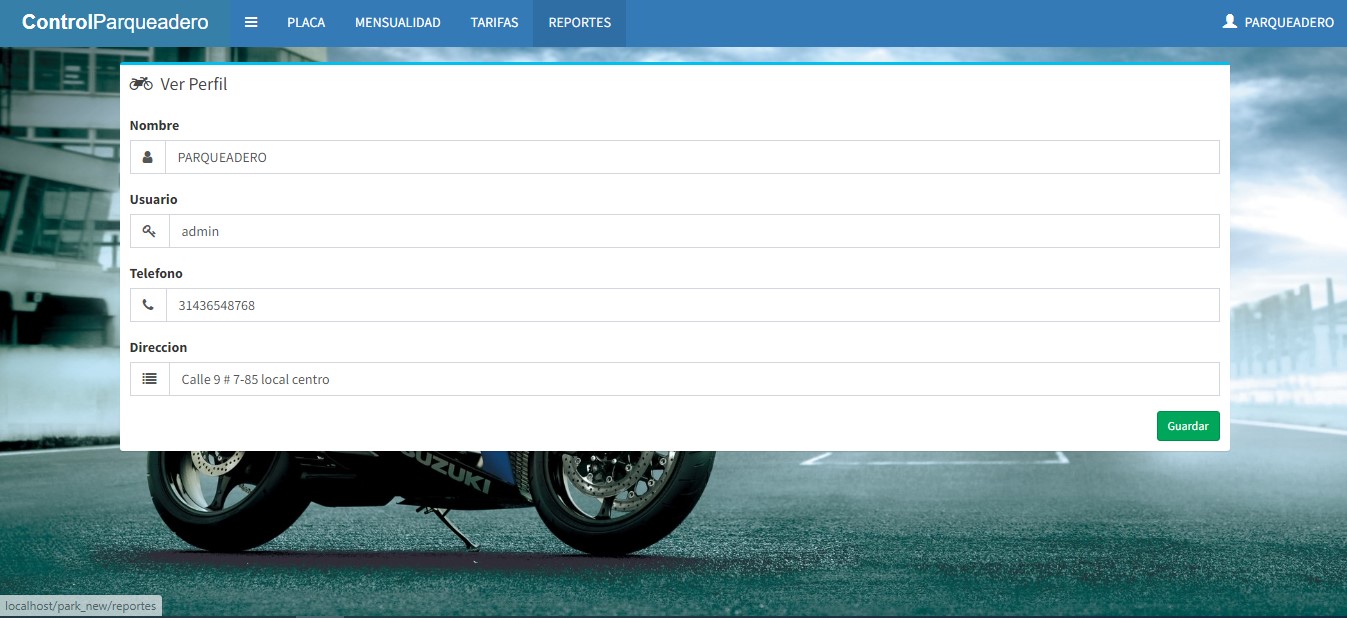 ControlParqueadero PLACA MENSUALIDAD TARIFAS REPORTES PARQUEADERO
Ver Perfil
Nombre
PARQUEADERO
Usuario
admin
Telefono
31436548768
Direccion
Calle 9 # 7-85 local centro
Guardar
SUZUKI
localhost/park_new/reportes